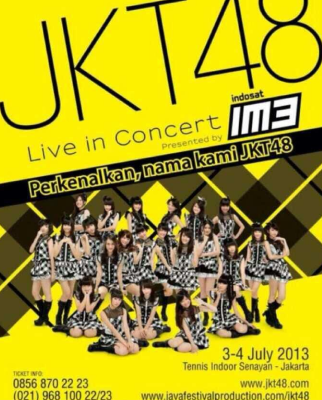 JKT48
indosat
Live in Concert
Presented by
IM3
Perkenalkan, nama kami JKT48
3-4 July 2013
Tennis Indoor Senayan - Jakarta
TICKET INFO:
0856 870 22 23
www.jkt48.com
(021) 968 100 22/23
www.javafestivalproduction.com/jkt48